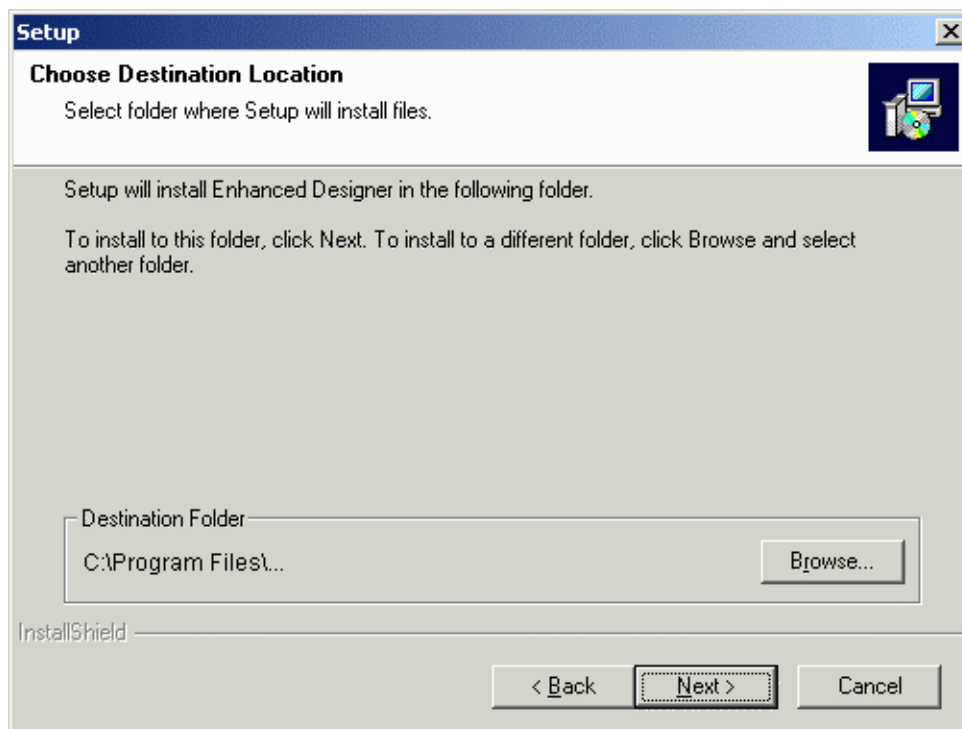 Setup
Choose Destination Location
Select folder where Setup will install files.
Setup will install Enhanced Designer in the following folder.
To install to this folder, click Next. To install to a different folder, click Browse and select
another folder.
Destination Folder
C:\Program Files\...
Browse...
InstallShield
< Back
Next >
Cancel